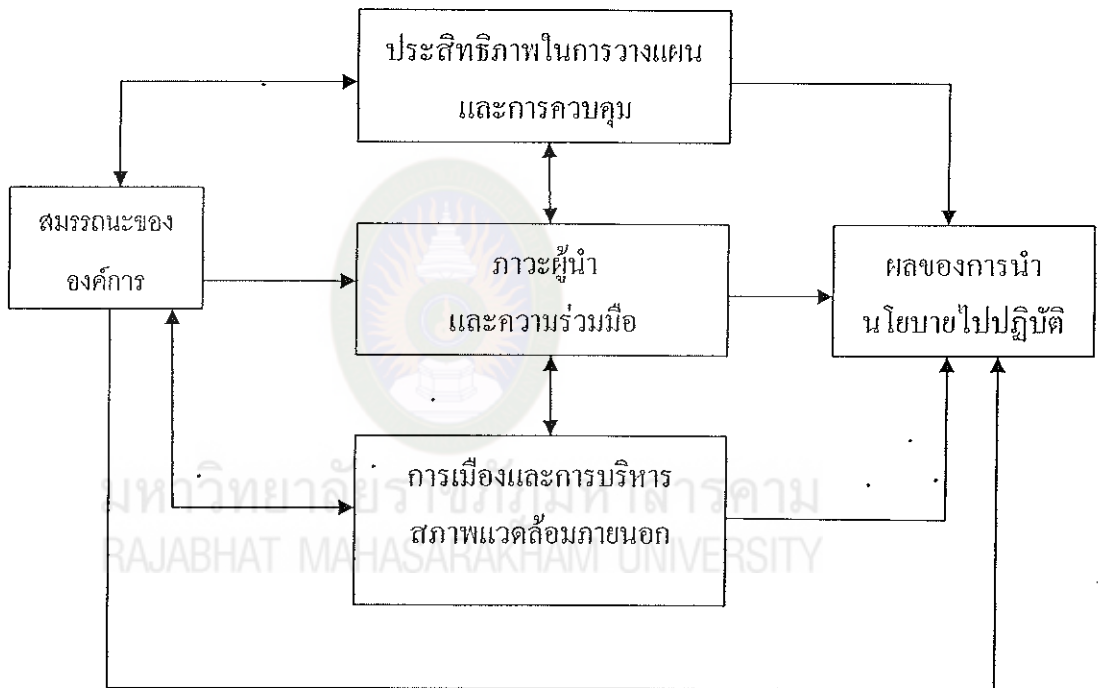 ประสิทธิภาพในการวางแผน
และการควบคุม
สมรรถนะของ
องค์การ
ภาวะผู้นำ
และความร่วมมือ
ผลของการนำ
นโยบายไปปฏิบัติ
การเมืองและการบริหาร
สภาพแวดล้อมภายนอก
มหาวิทยาลัยราชภัฏมหาสารคาม
RAJABHAT MAHASARAKHAM UNIVERSITY